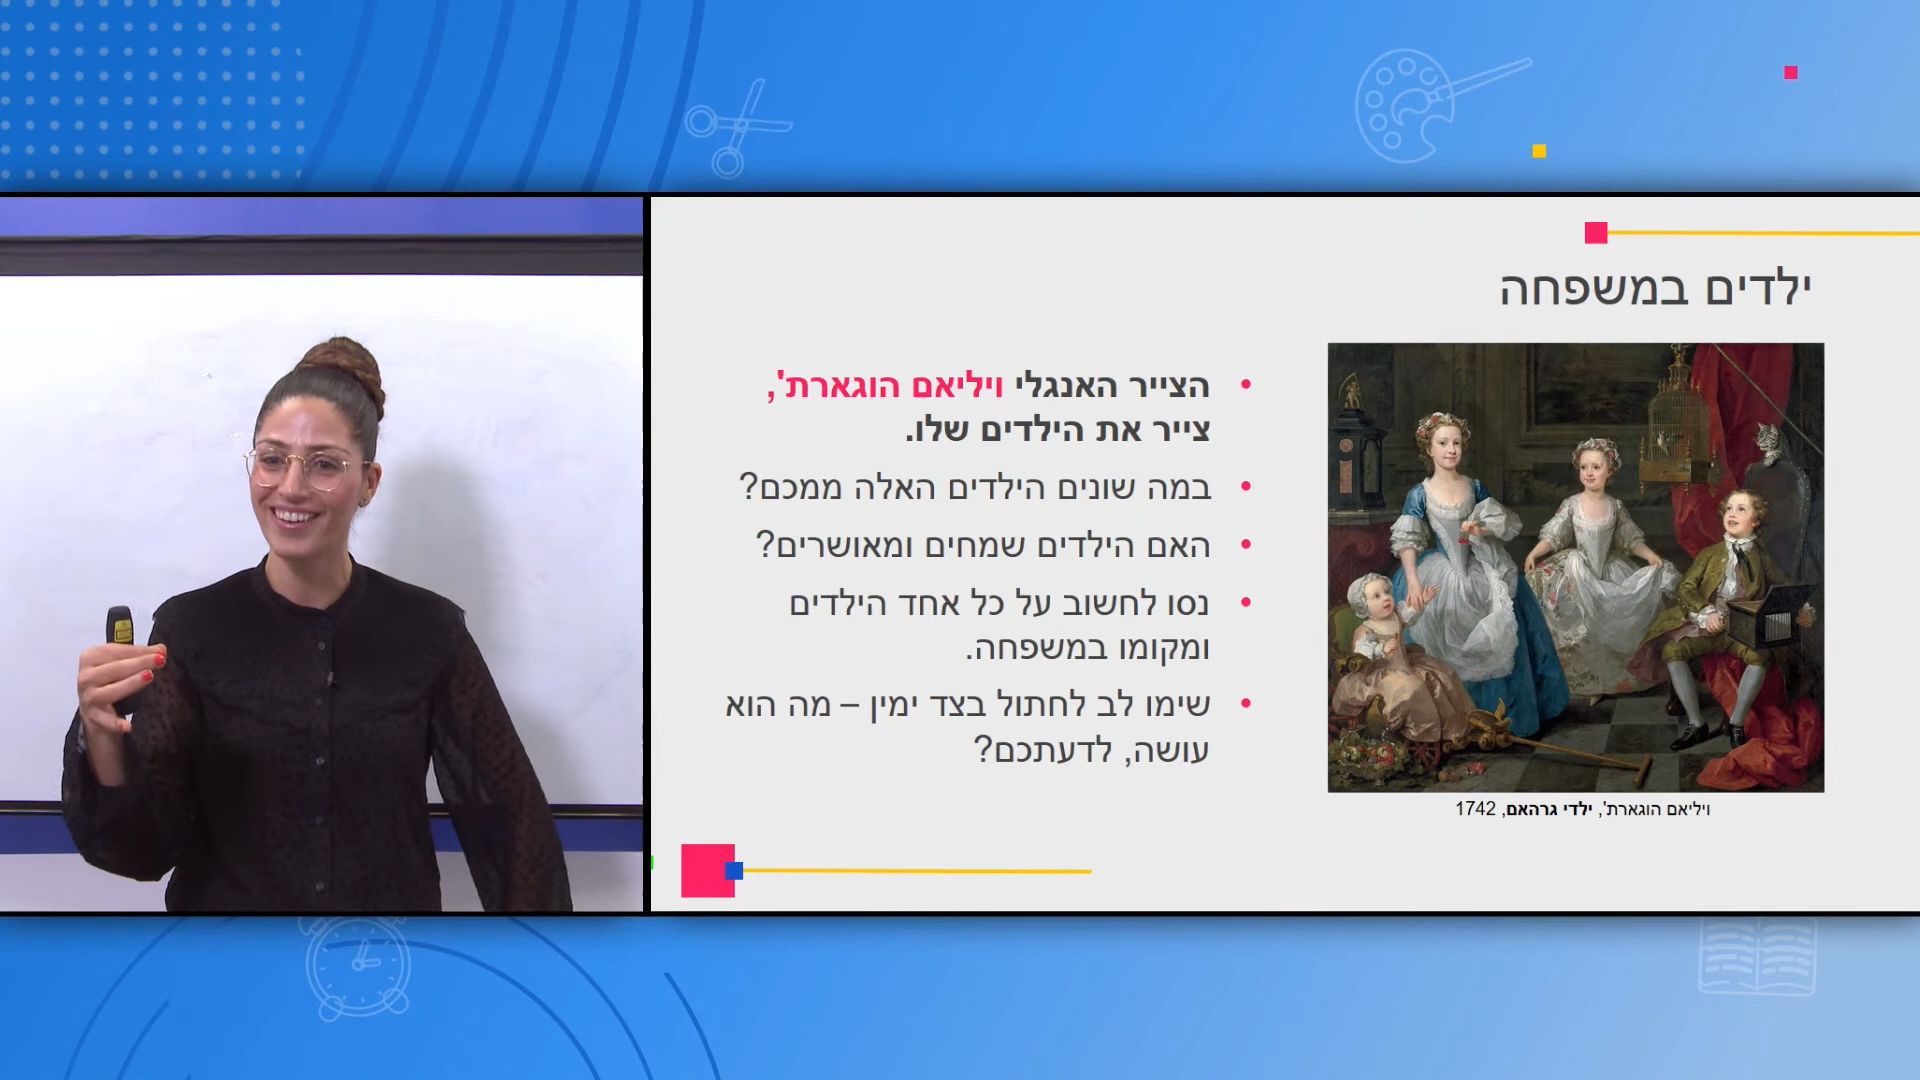 ילדים במשפחה
הצייר האנגלי ויליאם הוגארת',
צייר את הילדים שלו.
במה שונים הילדים האלה ממכם?
האם הילדים שמחים ומאושרים?
נסו לחשוב על כל אחד הילדים
ומקומו במשפחה.
שימו לב לחתול בצד ימין – מה הוא
עושה, לדעתכם?
ויליאם הוגארת', ילדי גרהאם, 1742